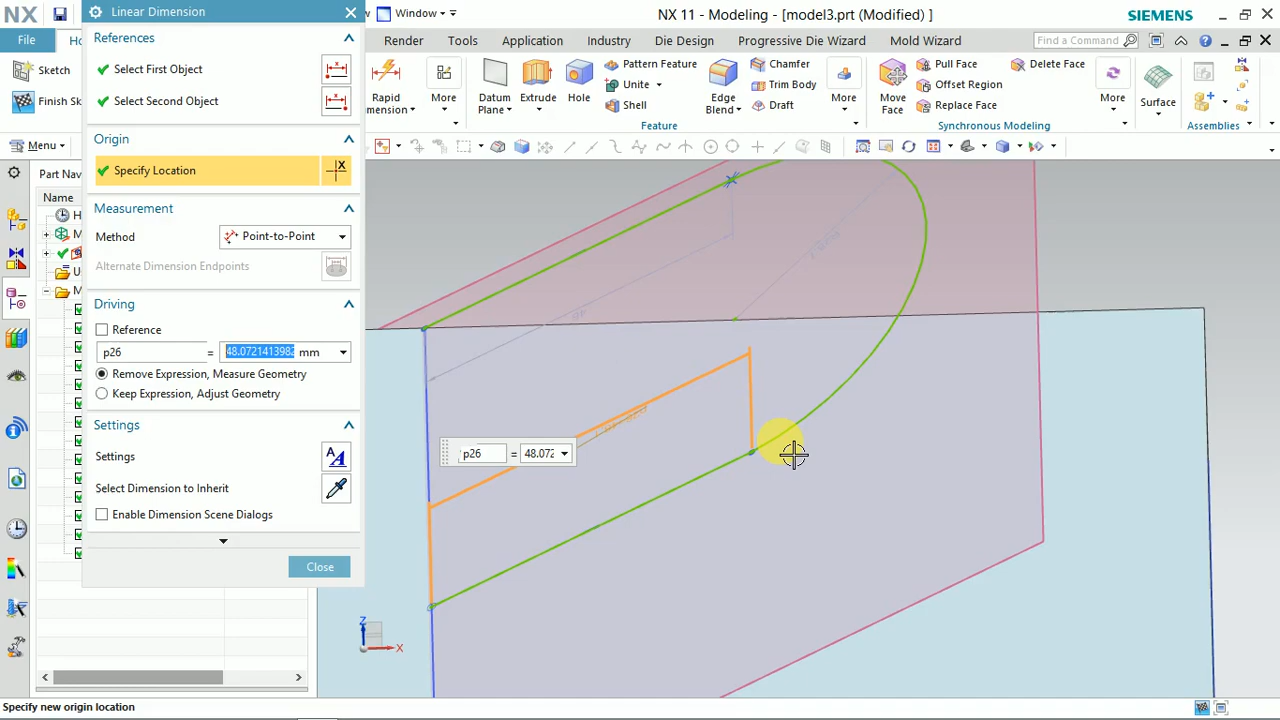 NX
Window
NX 11 - Modeling - [model3.prt (Modified) ]
SIEMENS
Linear Dimension
File
Render
Tools
Application
Industry
Die Design
Progressive Die Wizard
Mold Wizard
Find a Command
References
Select First Object
Select Second Object
Sketch
Finish Sk
Rapid
imension
More
Datum
Plane
Extrude
Hole
Pattern Feature
Unite
Shell
Edge
Blend
Chamfer
Trim Body
Draft
More
Move
Face
Pull Face
Offset Region
Replace Face
Delete Face
More
Surface
Feature
Synchronous Modeling
Assemblies
Menu
Origin
Specify Location
Part Nav
Name
H
M
U
M
Measurement
Method
Point-to-Point
Alternate Dimension Endpoints
Driving
Reference
p26
=
48.0721413982
mm
Remove Expression, Measure Geometry
Keep Expression, Adjust Geometry
Settings
Settings
Select Dimension to Inherit
Enable Dimension Scene Dialogs
Close
p26
=
48.072
Z
X
Specify new origin location